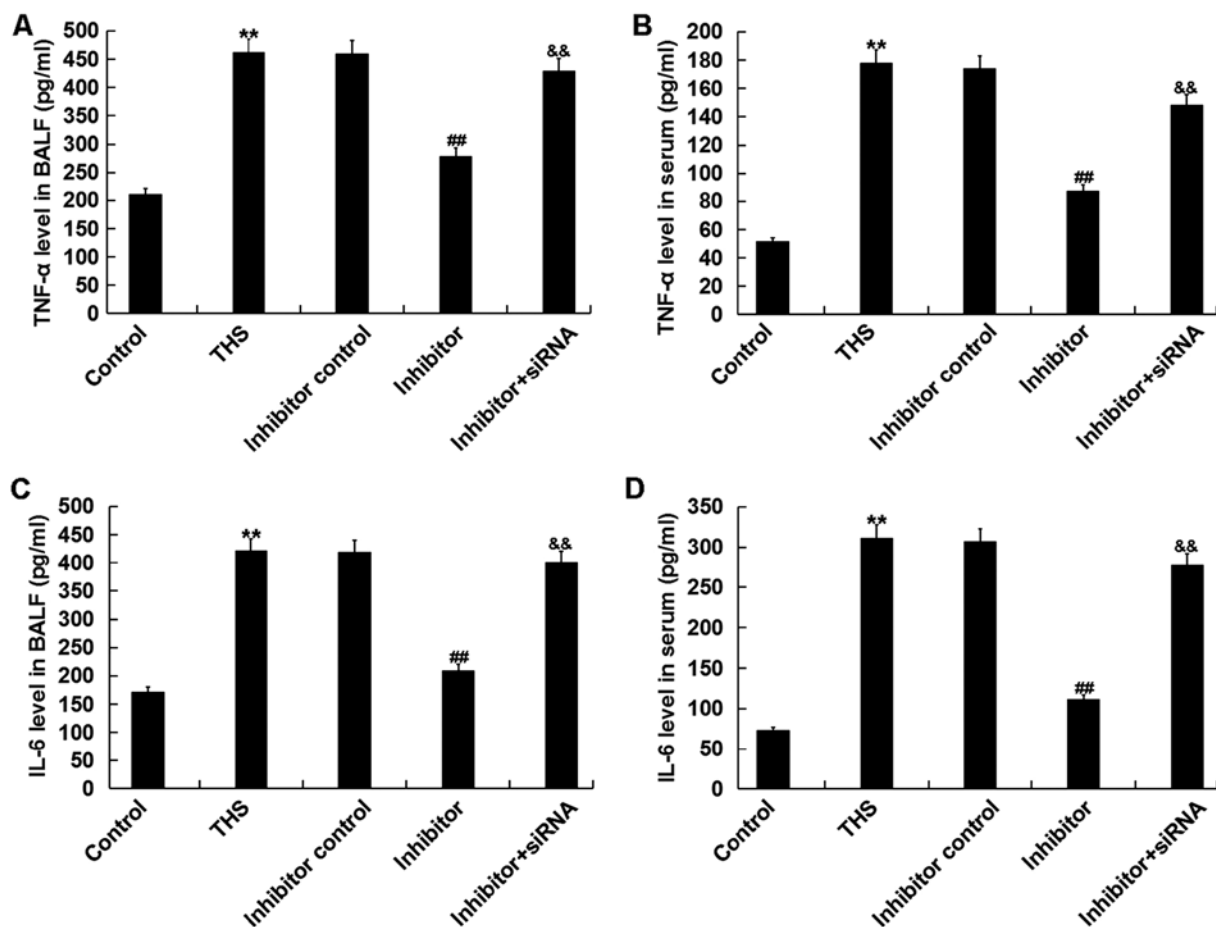 A
TNF-α level in BALF (pg/ml)
500
450
400
350
300
250
200
150
100
50
0
**
##
&&
Control
THS
Inhibitor control
Inhibitor
Inhibitor+siRNA
B
TNF-α level in serum (pg/ml)
200
180
160
140
120
100
80
60
40
20
0
**
##
&&
Control
THS
Inhibitor control
Inhibitor
Inhibitor+siRNA
C
IL-6 level in BALF (pg/ml)
500
450
400
350
300
250
200
150
100
50
0
**
##
&&
Control
THS
Inhibitor control
Inhibitor
Inhibitor+siRNA
D
IL-6 level in serum (pg/ml)
350
300
250
200
150
100
50
0
**
##
&&
Control
THS
Inhibitor control
Inhibitor
Inhibitor+siRNA